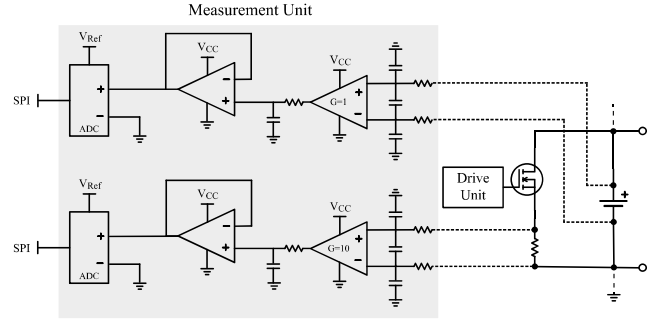 Measurement Unit
VRef
VCC
VCC
SPI
+
−
ADC
−
+
G=1
+
−
Drive
Unit
+
VRef
VCC
VCC
SPI
+
−
ADC
−
+
G=10
+
−